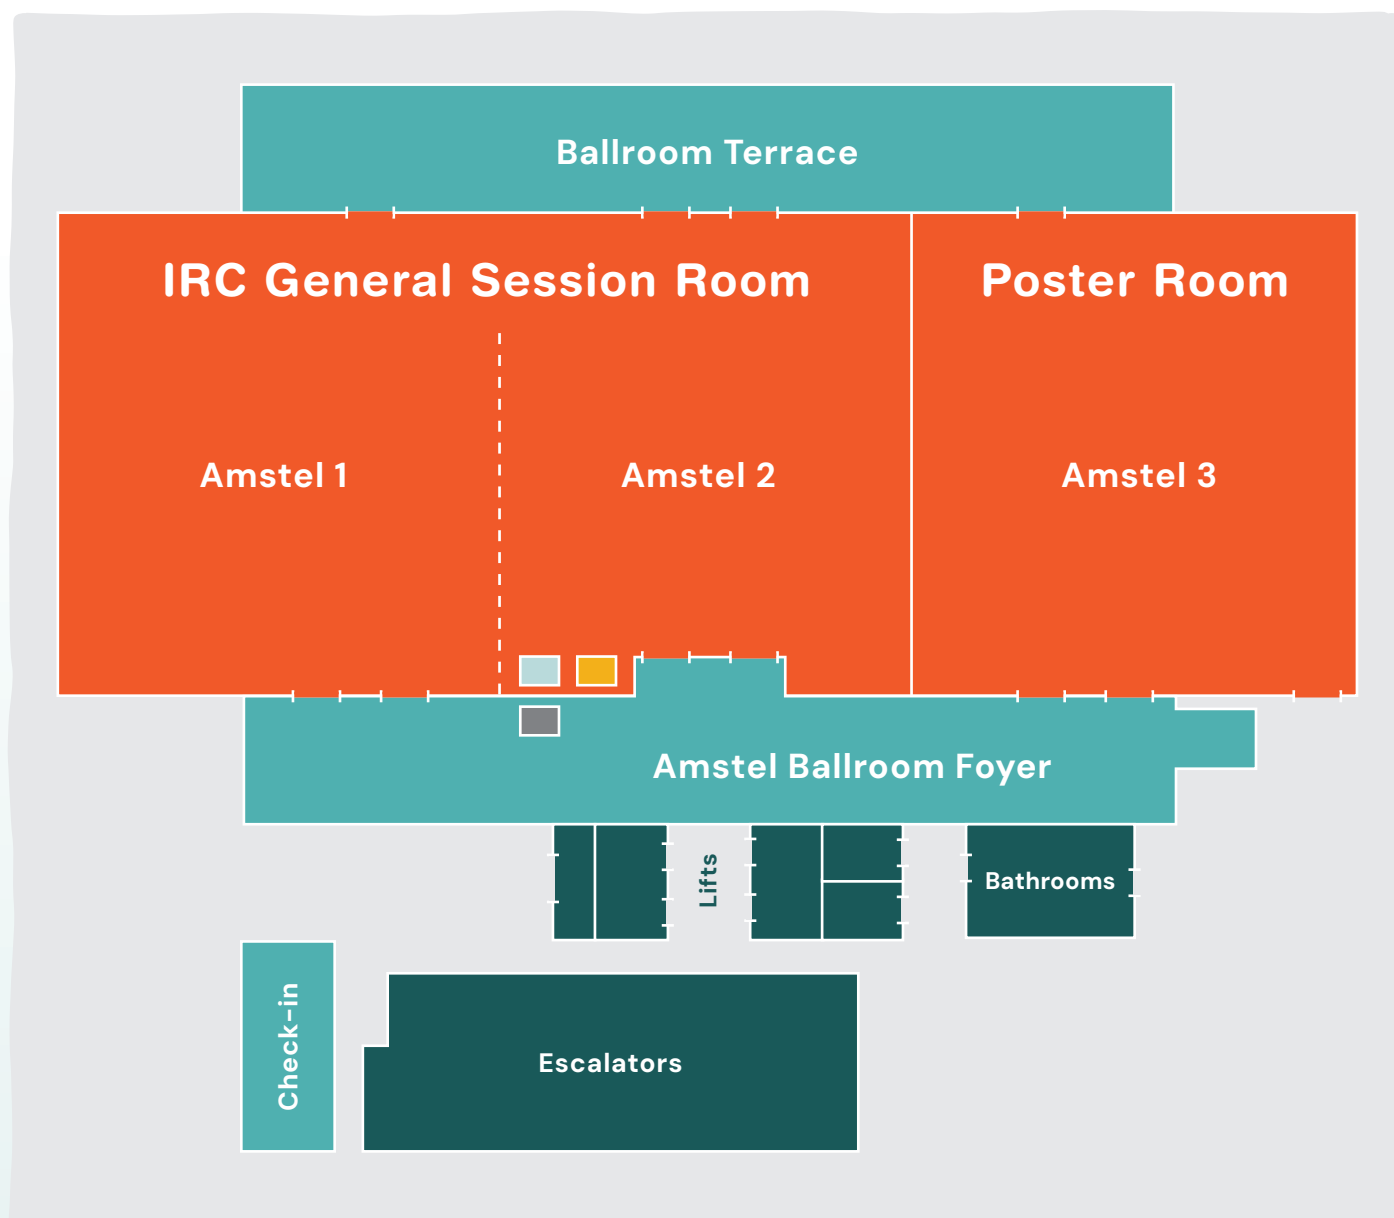 Ballroom Terrace
IRC General Session Room
Poster Room
Amstel 1
Amstel 2
Amstel 3
Amstel Ballroom Foyer
Lifts
Bathrooms
Check-in
Escalators